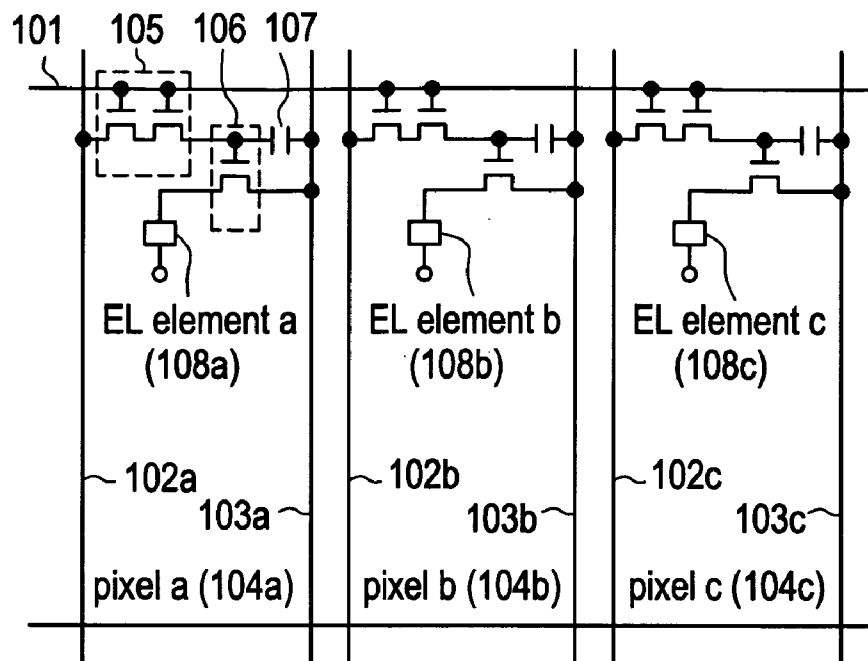 101 105 106 107
EL element a
(108a)
EL element b
(108b)
EL element c
(108c)
102a
103a
102b
103b
102c
103c
pixel a (104a)
pixel b (104b)
pixel c (104c)